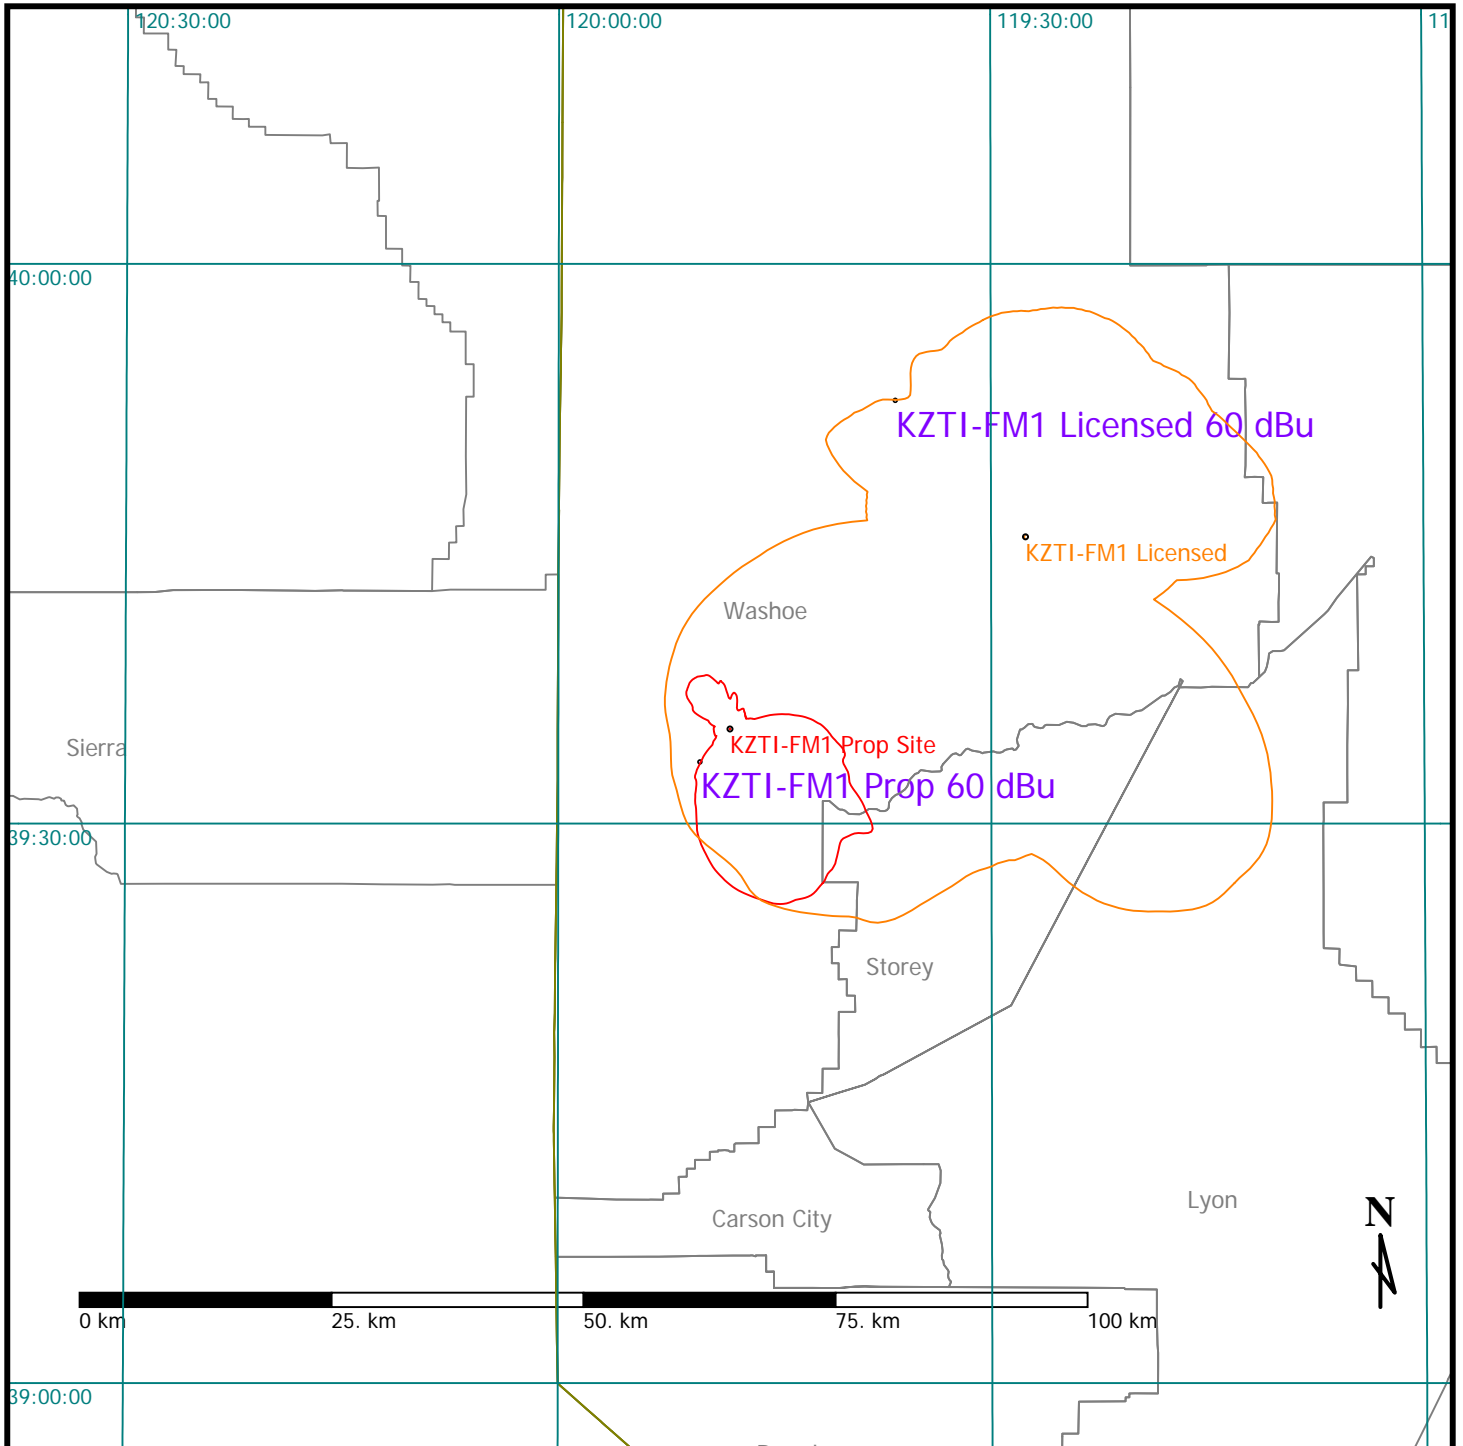 120:30:00
120:00:00
119:30:00
11
40:00:00
KZTI-FM1 Licensed 60 dBu
KZTI-FM1 Licensed
Washoe
Sierra
KZTI-FM1 Prop Site
KZTI-FM1 Prop 60 dBu
39:30:00
Storey
Lyon
N
Carson City
0 km
25. km
50. km
75. km
100 km
39:00:00